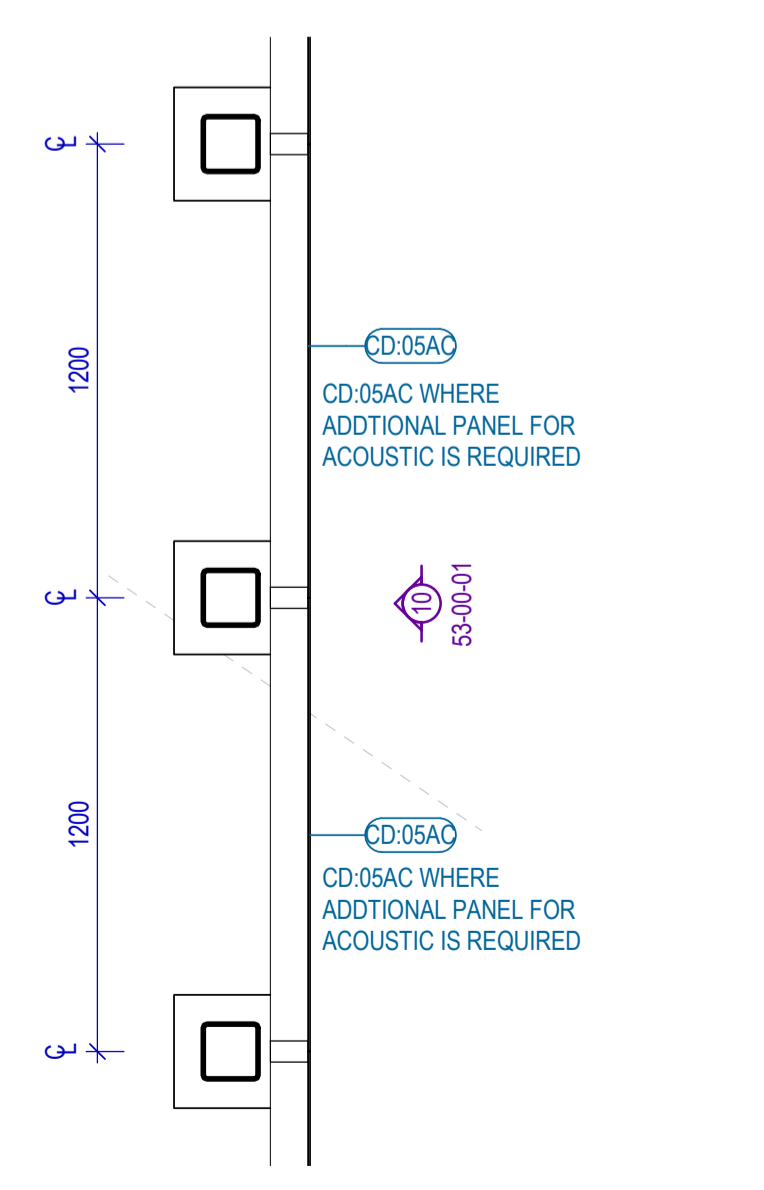 ℄
1200
CD:05AC
CD:05AC WHERE
ADDTIONAL PANEL FOR
ACOUSTIC IS REQUIRED
℄
10
53-00-01
1200
CD:05AC
CD:05AC WHERE
ADDTIONAL PANEL FOR
ACOUSTIC IS REQUIRED
℄